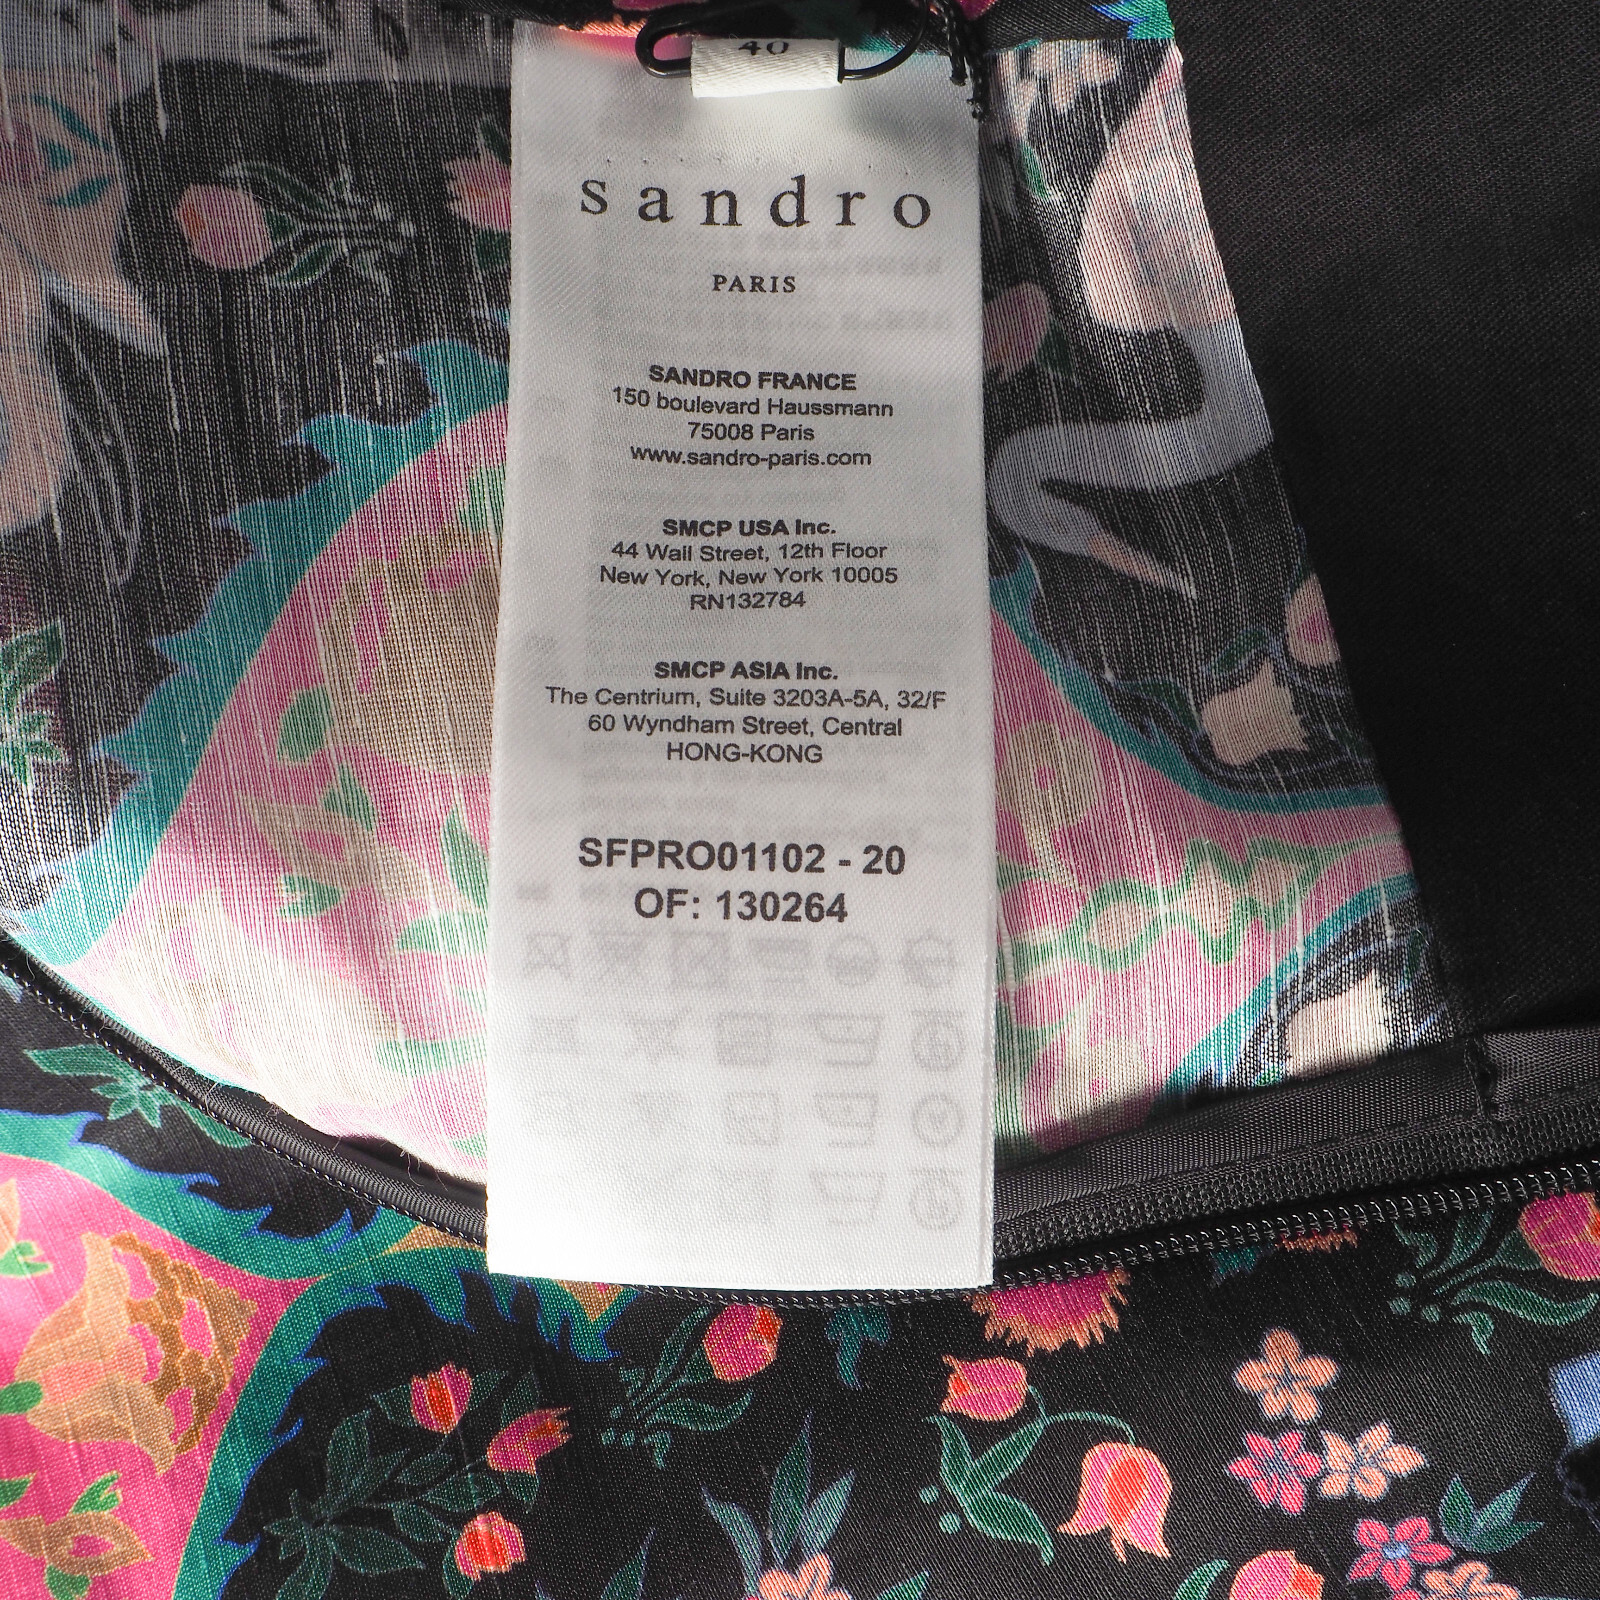 40
sandro
PARIS
SANDRO FRANCE
150 boulevard Haussmann
75008 Paris
www.sandro-paris.com
SMCP USA Inc.
44 Wall Street, 12th Floor
New York, New York 10005
RN132784
SMCP ASIA Inc.
The Centrium, Suite 3203A-5A, 32/F
60 Wyndham Street, Central
HONG-KONG
SFPRO01102 - 20
OF: 130264